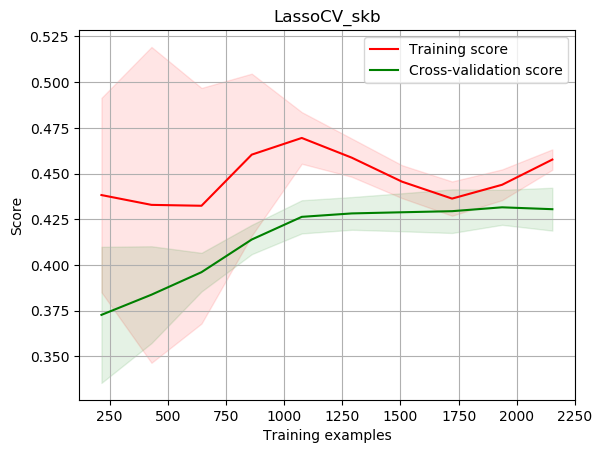 LassoCV_skb
Training score
Cross-validation score
Score
0.525
0.500
0.475
0.450
0.425
0.400
0.375
0.350
250 500 750 1000 1250 1500 1750 2000 2250
Training examples